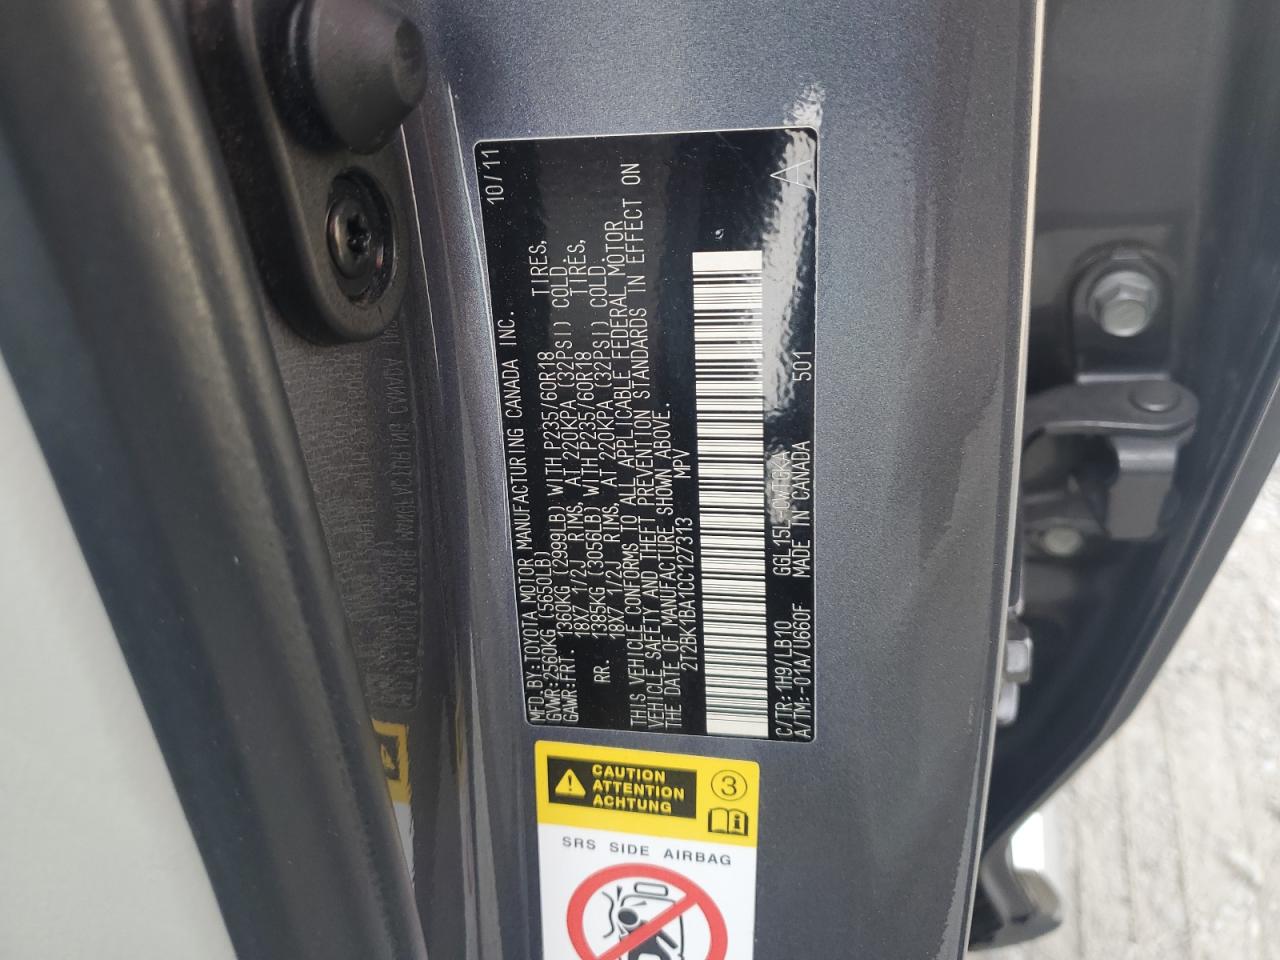 MFD.BY:TOYOTA MOTOR MANUFACTURING CANADA INC. 10/11
GVWR:2560KG (5650LB)
GAWR:FRT. 1360KG (2999LB) WITH P235/60R18 TIRES,
18X7 1/2J RIMS, AT 220KPA (32PSI) COLD.
RR. 1385KG (3056LB) WITH P235/60R18 TIRES,
18X7 1/2J RIMS, AT 220KPA (32PSI) COLD.
THIS VEHICLE CONFORMS TO ALL APPLICABLE FEDERAL MOTOR
VEHICLE SAFETY AND THEFT PREVENTION STANDARDS IN EFFECT ON
THE DATE OF MANUFACTURE SHOWN ABOVE.
2T2BK1BA1CC127313 MPV
C/TR:1H9/LB10
A/TM:-01A/U660F MADE IN CANADA 501
A
CAUTION
ATTENTION
ACHTUNG
3
SRS SIDE AIRBAG